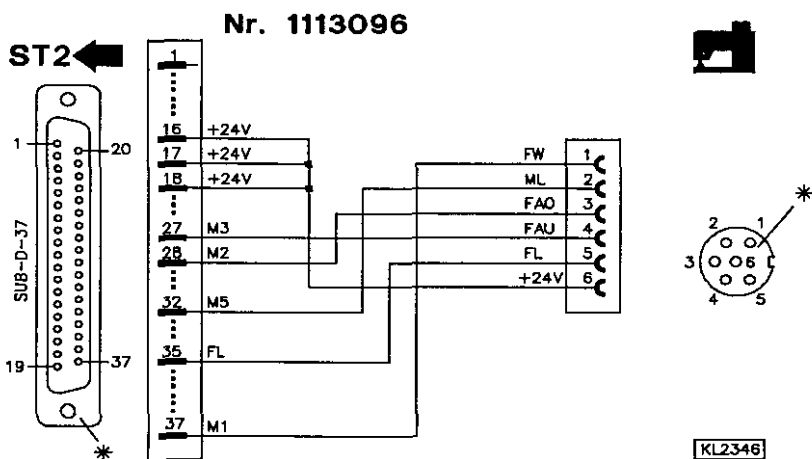 Nr. 1113096
ST2
1
20
SUB-D-37
19
37
*
1
16 +24V
17 +24V
18 +24V
27 M3
28 M2
32 M5
35 FL
37 M1
FW 1
ML 2
FAO 3
FAU 4
FL 5
+24V 6
*
2 1
3 6
4 5
KL2346